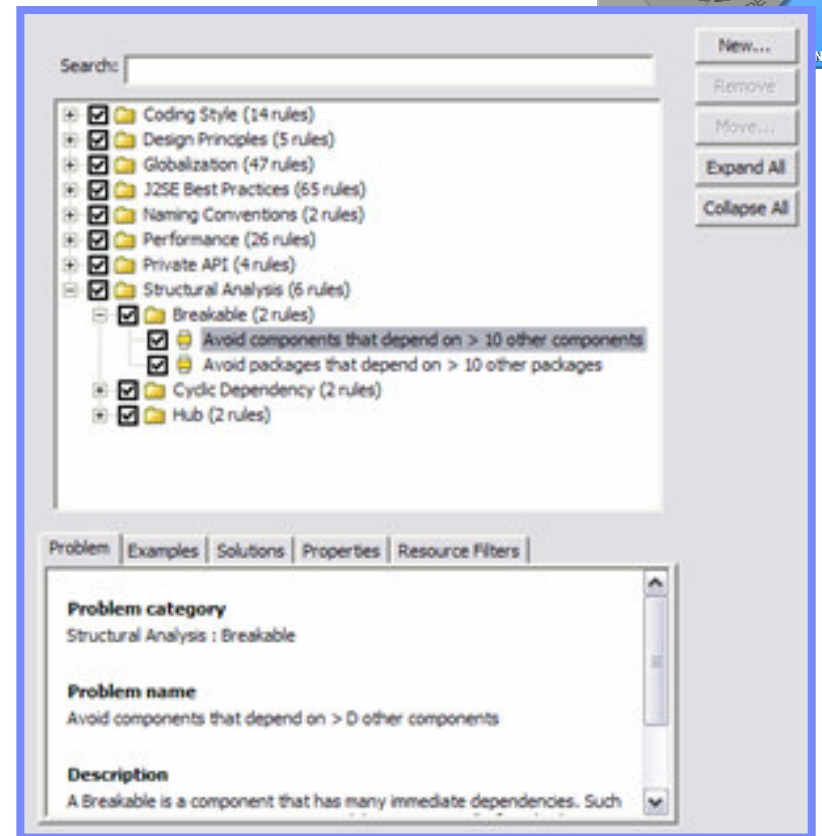 Search:
New...
Remove
Move...
Expand All
Collapse All
Coding Style (14 rules)
Design Principles (5 rules)
Globalization (47 rules)
J2SE Best Practices (65 rules)
Naming Conventions (2 rules)
Performance (26 rules)
Private API (4 rules)
Structural Analysis (6 rules)
Breakable (2 rules)
Avoid components that depend on > 10 other components
Avoid packages that depend on > 10 other packages
Cyclic Dependency (2 rules)
Hub (2 rules)
Problem Examples Solutions Properties Resource Filters
Problem category
Structural Analysis : Breakable
Problem name
Avoid components that depend on > D other components
Description
A Breakable is a component that has many immediate dependencies. Such